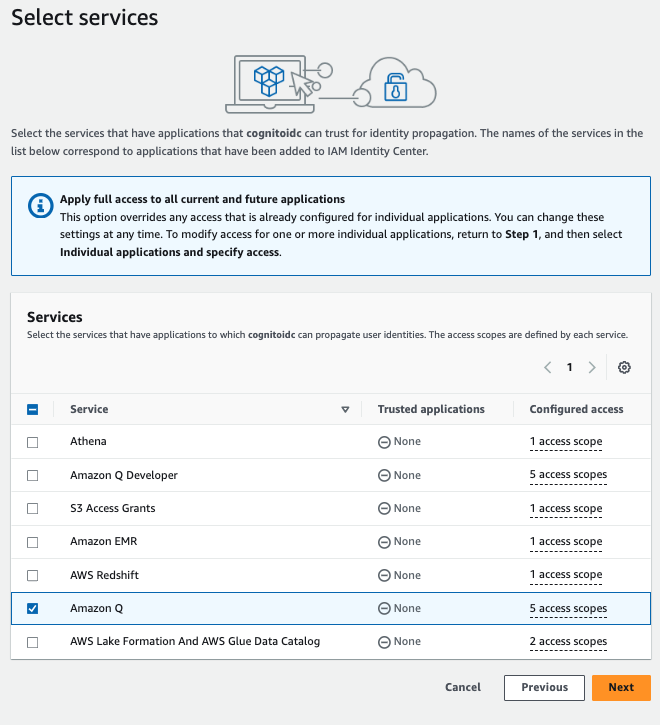 Select services
Select the services that have applications that cognitoidc can trust for identity propagation. The names of the services in the
list below correspond to applications that have been added to IAM Identity Center.
Apply full access to all current and future applications
This option overrides any access that is already configured for individual applications. You can change these
settings at any time. To modify access for one or more individual applications, return to Step 1, and then select
Individual applications and specify access.
Services
Select the services that have applications to which cognitoidc can propagate user identities. The access scopes are defined by each service.
1
Service Trusted applications Configured access
Athena None 1 access scope
Amazon Q Developer None 5 access scopes
S3 Access Grants None 1 access scope
Amazon EMR None 1 access scope
AWS Redshift None 1 access scope
Amazon Q None 5 access scopes
AWS Lake Formation And AWS Glue Data Catalog None 2 access scopes
Cancel Previous Next